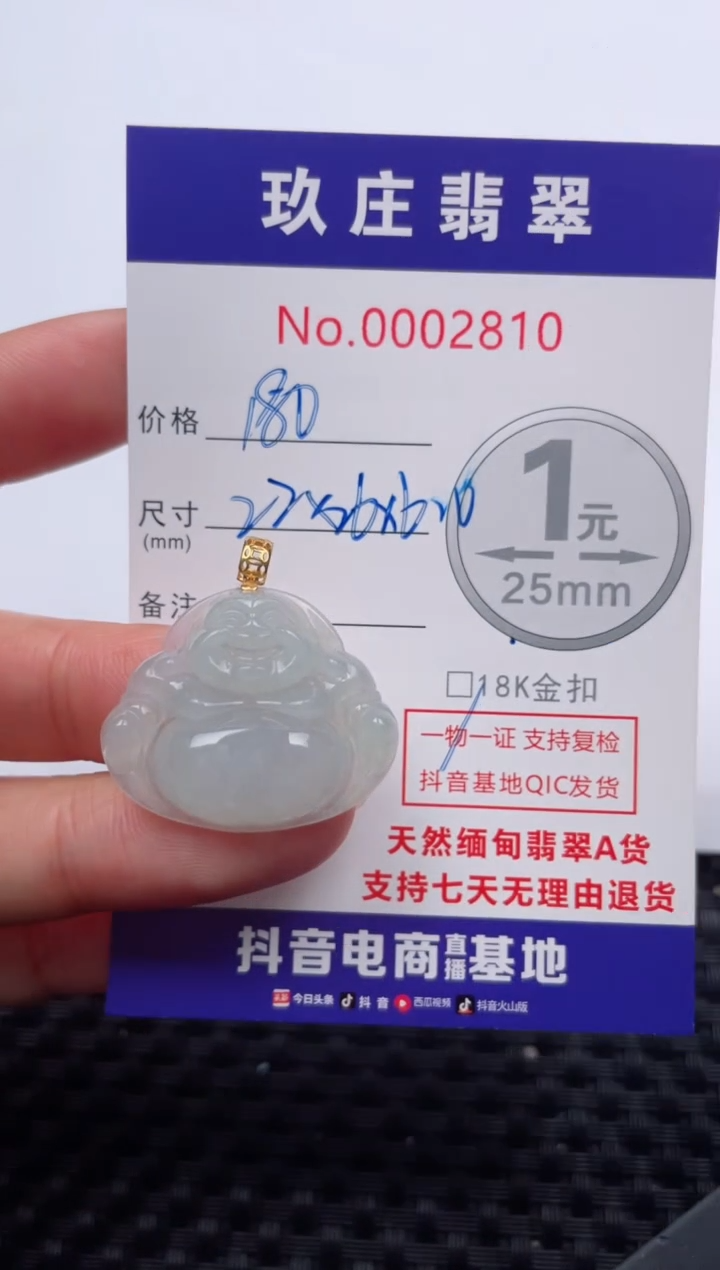 玖庄翡翠
No.0002810
价格 180
尺寸
(mm)
备注
1元
25mm
□18K金扣
一物一证 支持复检
抖音基地QIC发货
天然缅甸翡翠A货
支持七天无理由退货
抖音电商直播基地
今日头条 抖音 西瓜视频 抖音火山版